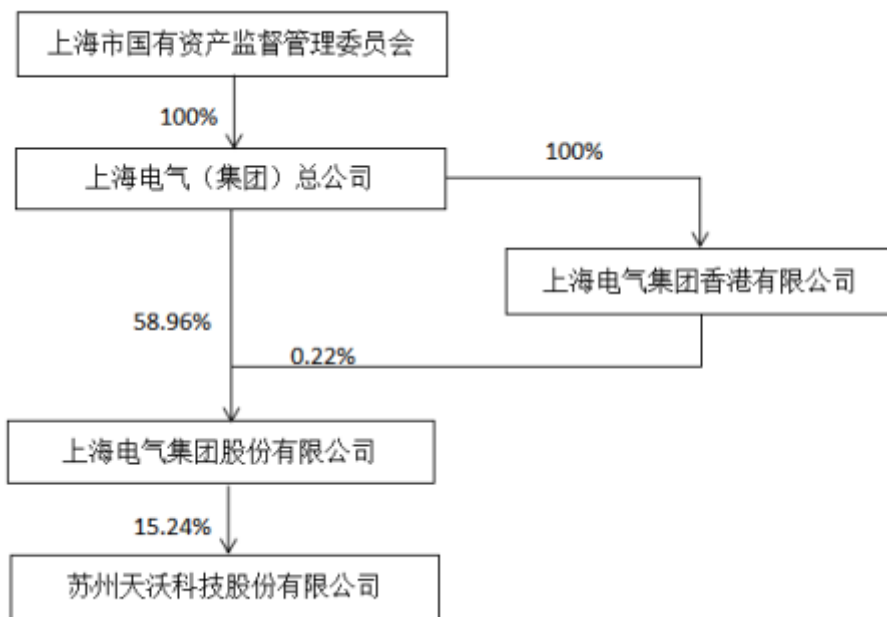 上海市国有资产监督管理委员会
100%
上海电气（集团）总公司
100%
上海电气集团香港有限公司
58.96%
0.22%
上海电气集团股份有限公司
15.24%
苏州天沃科技股份有限公司